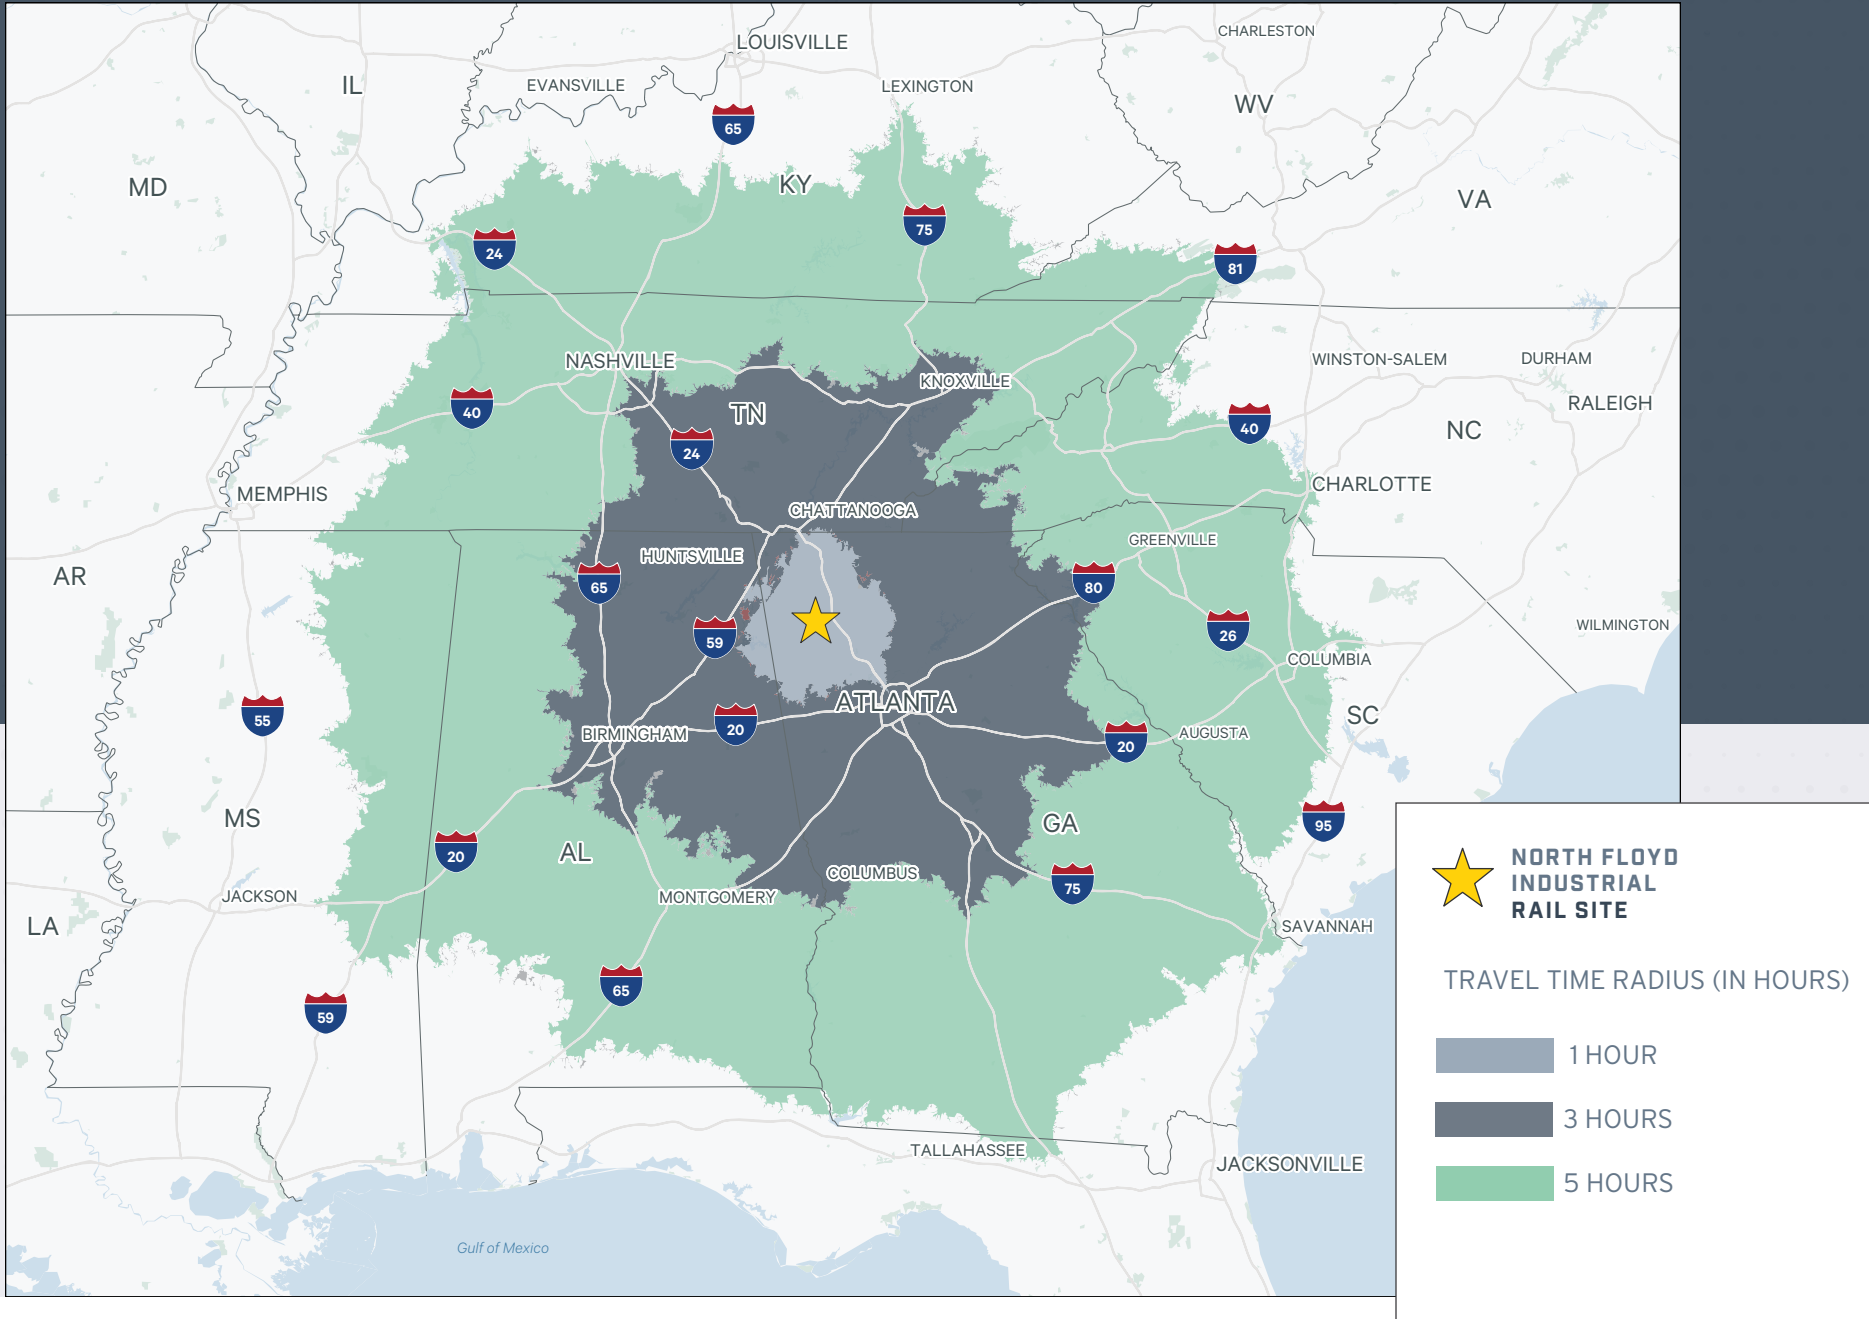 LOUISVILLE
CHARLESTON
IL
EVANSVILLE
LEXINGTON
WV
65
MD
KY
VA
75
24
81
NASHVILLE
WINSTON-SALEM
DURHAM
KNOXVILLE
40
TN
RALEIGH
40
NC
24
MEMPHIS
CHARLOTTE
CHATTANOOGA
GREENVILLE
HUNTSVILLE
AR
65
80
WILMINGTON
59
26
COLUMBIA
ATLANTA
55
SC
20
BIRMINGHAM
AUGUSTA
20
MS
GA
95
AL
20
COLUMBUS
75
JACKSON
MONTGOMERY
LA
SAVANNAH
65
59
TALLAHASSEE
JACKSONVILLE
Gulf of Mexico
NORTH FLOYD
INDUSTRIAL
RAIL SITE
TRAVEL TIME RADIUS (IN HOURS)
1 HOUR
3 HOURS
5 HOURS